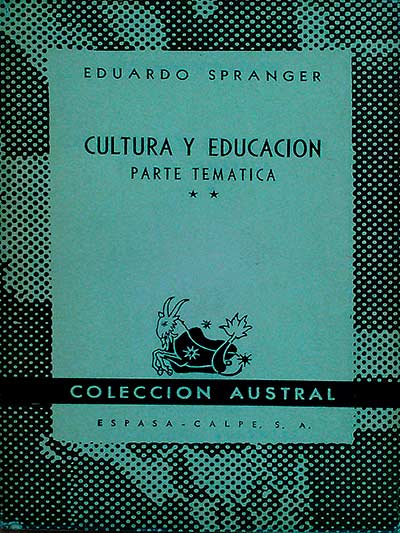 EDUARDO SPRANGER
CULTURA Y EDUCACION
PARTE TEMATICA
★ ★
COLECCION AUSTRAL
ESPASA-CALPE, S. A.